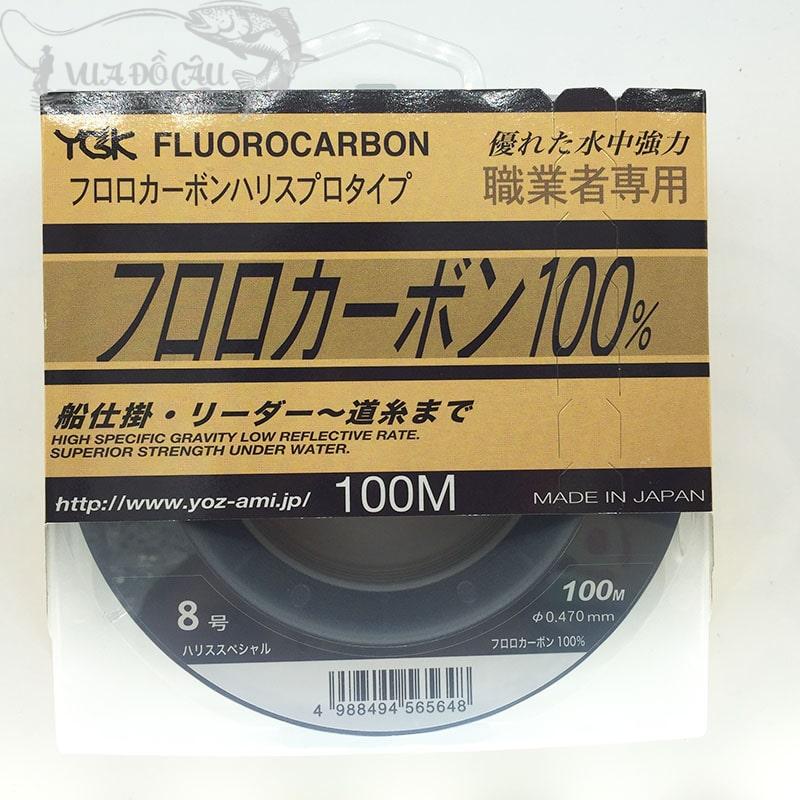 VUA ĐỒ CÂU
YGK FLUOROCARBON
優れた水中強力
フロロカーボンハリスプロタイプ
職業者専用
フロロカーボン100%
船仕掛・リーダー～道糸まで
HIGH SPECIFIC GRAVITY LOW REFLECTIVE RATE.
SUPERIOR STRENGTH UNDER WATER.
http://www.yoz-ami.jp/ 100M MADE IN JAPAN
8号
100M
φ0.470mm
ハリススペシャル
フロロカーボン100%
4 988494 565648